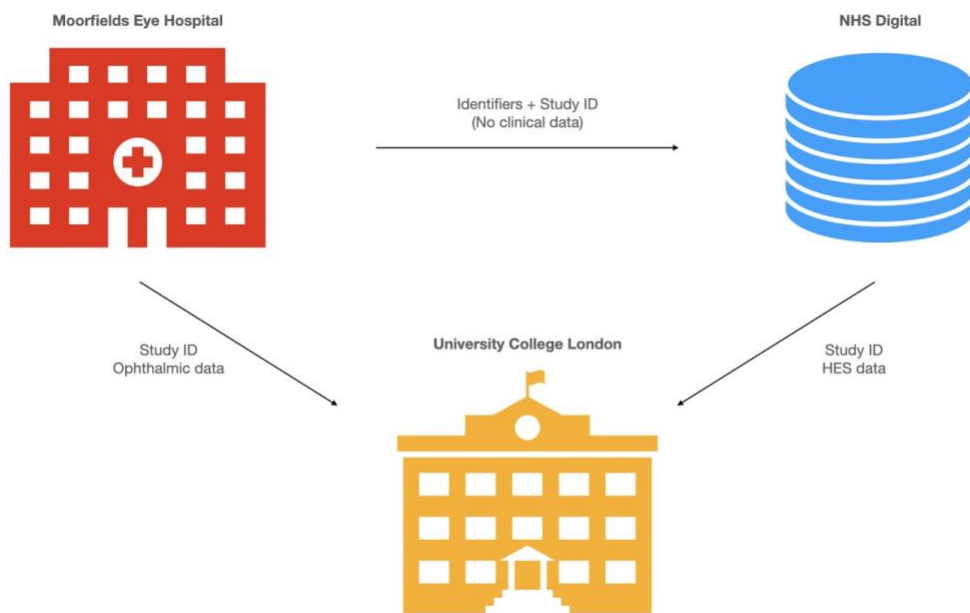 Moorfields Eye Hospital
NHS Digital
Identifiers + Study ID
(No clinical data)
Study ID
Ophthalmic data
University College London
Study ID
HES data